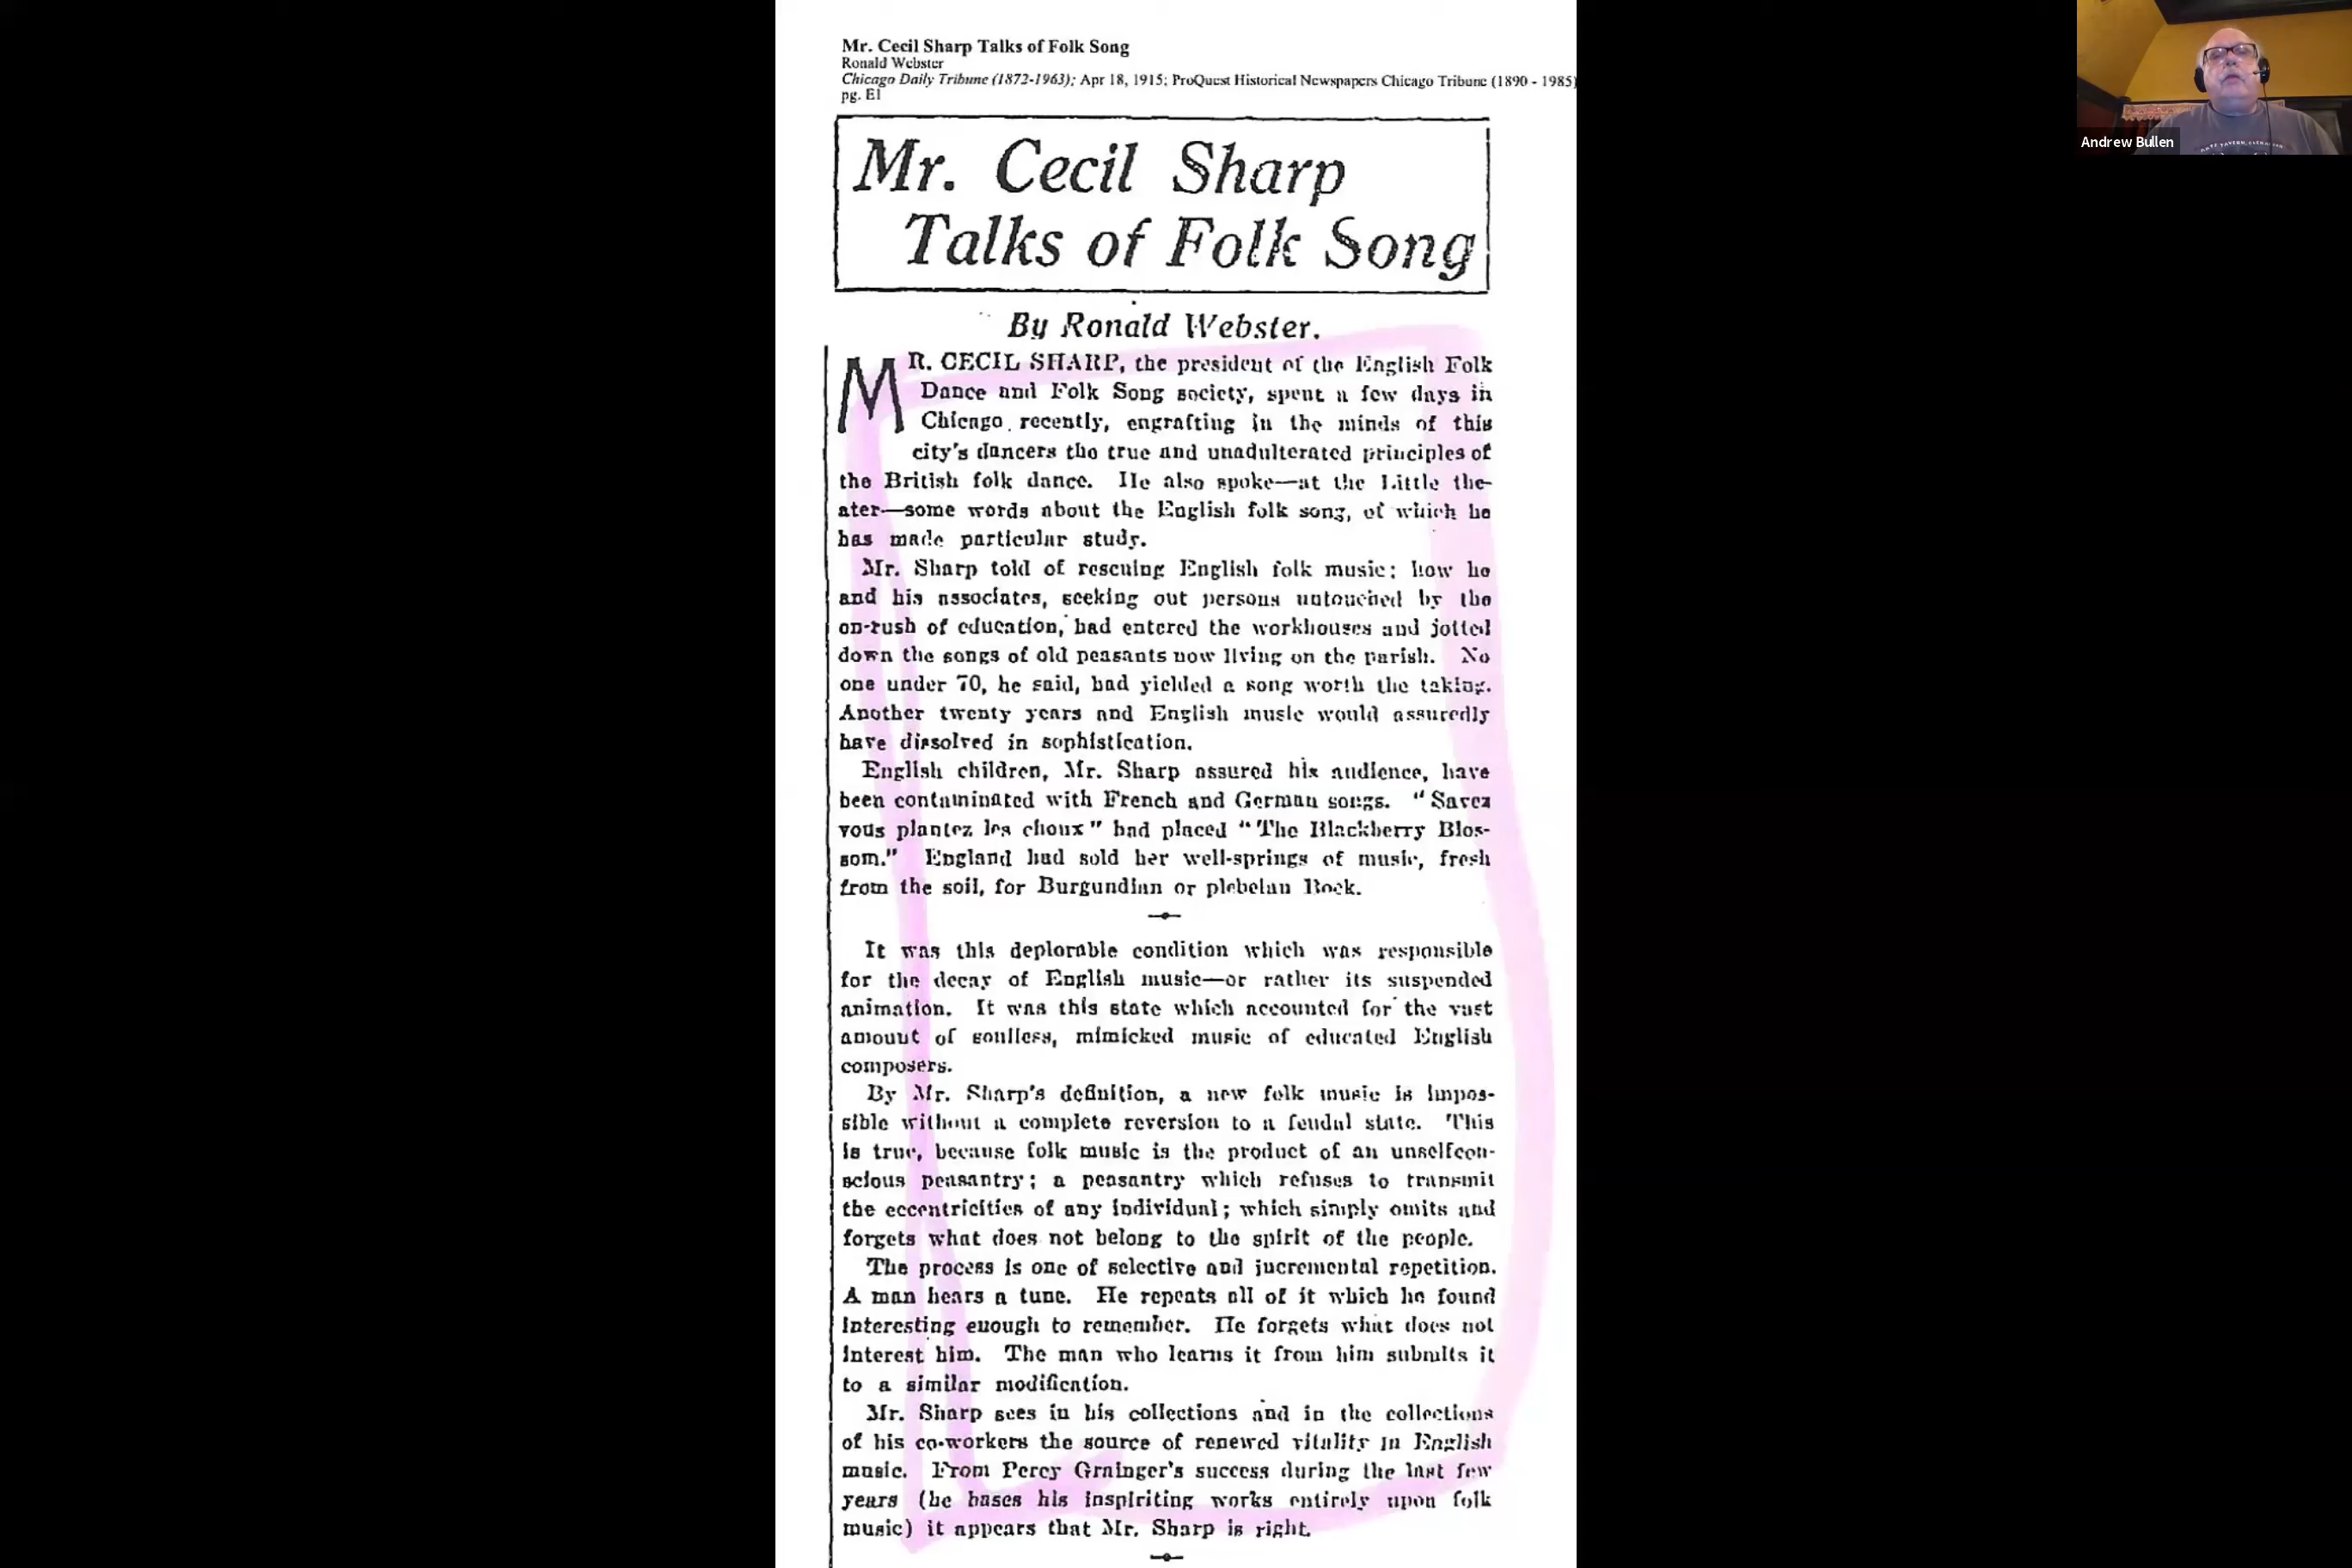 Mr. Cecil Sharp Talks of Folk Song
Ronald Webster
Chicago Daily Tribune (1872-1963); Apr 18, 1915; ProQuest Historical Newspapers Chicago Tribune (1890 - 1985)
pg. E1
Mr. Cecil Sharp
Talks of Folk Song
By Ronald Webster.
MR. CECIL SHARP, the president of the English Folk
Dance and Folk Song society, spent a few days in
Chicago recently, engrafting in the minds of this
city's dancers the true and unadulterated principles of
the British folk dance. He also spoke—at the Little the-
ater—some words about the English folk song, of which he
has made particular study.
Mr. Sharp told of rescuing English folk music; how he
and his associates, seeking out persons untouched by the
on-rush of education, had entered the workhouses and jotted
down the songs of old peasants now living on the parish. No
one under 70, he said, had yielded a song worth the taking.
Another twenty years and English music would assuredly
have dissolved in sophistication.
English children, Mr. Sharp assured his audience, have
been contaminated with French and German songs. "Savez
vous plantez les choux" had placed "The Blackberry Blos-
som." England had sold her well-springs of music, fresh
from the soil, for Burgundian or plebeian Bock.
It was this deplorable condition which was responsible
for the decay of English music—or rather its suspended
animation. It was this state which accounted for the vast
amount of soulless, mimicked music of educated English
composers.
By Mr. Sharp's definition, a new folk music is impos-
sible without a complete reversion to a feudal state. This
is true, because folk music is the product of an unselfcon-
scious peasantry; a peasantry which refuses to transmit
the eccentricities of any individual; which simply omits and
forgets what does not belong to the spirit of the people.
The process is one of selective and incremental repetition.
A man hears a tune. He repeats all of it which he found
interesting enough to remember. He forgets what does not
interest him. The man who learns it from him submits it
to a similar modification.
Mr. Sharp sees in his collections and in the collections
of his co-workers the source of renewed vitality in English
music. From Percy Grainger's success during the last few
years (he bases his inspiriting works entirely upon folk
music) it appears that Mr. Sharp is right.
Andrew Bullen